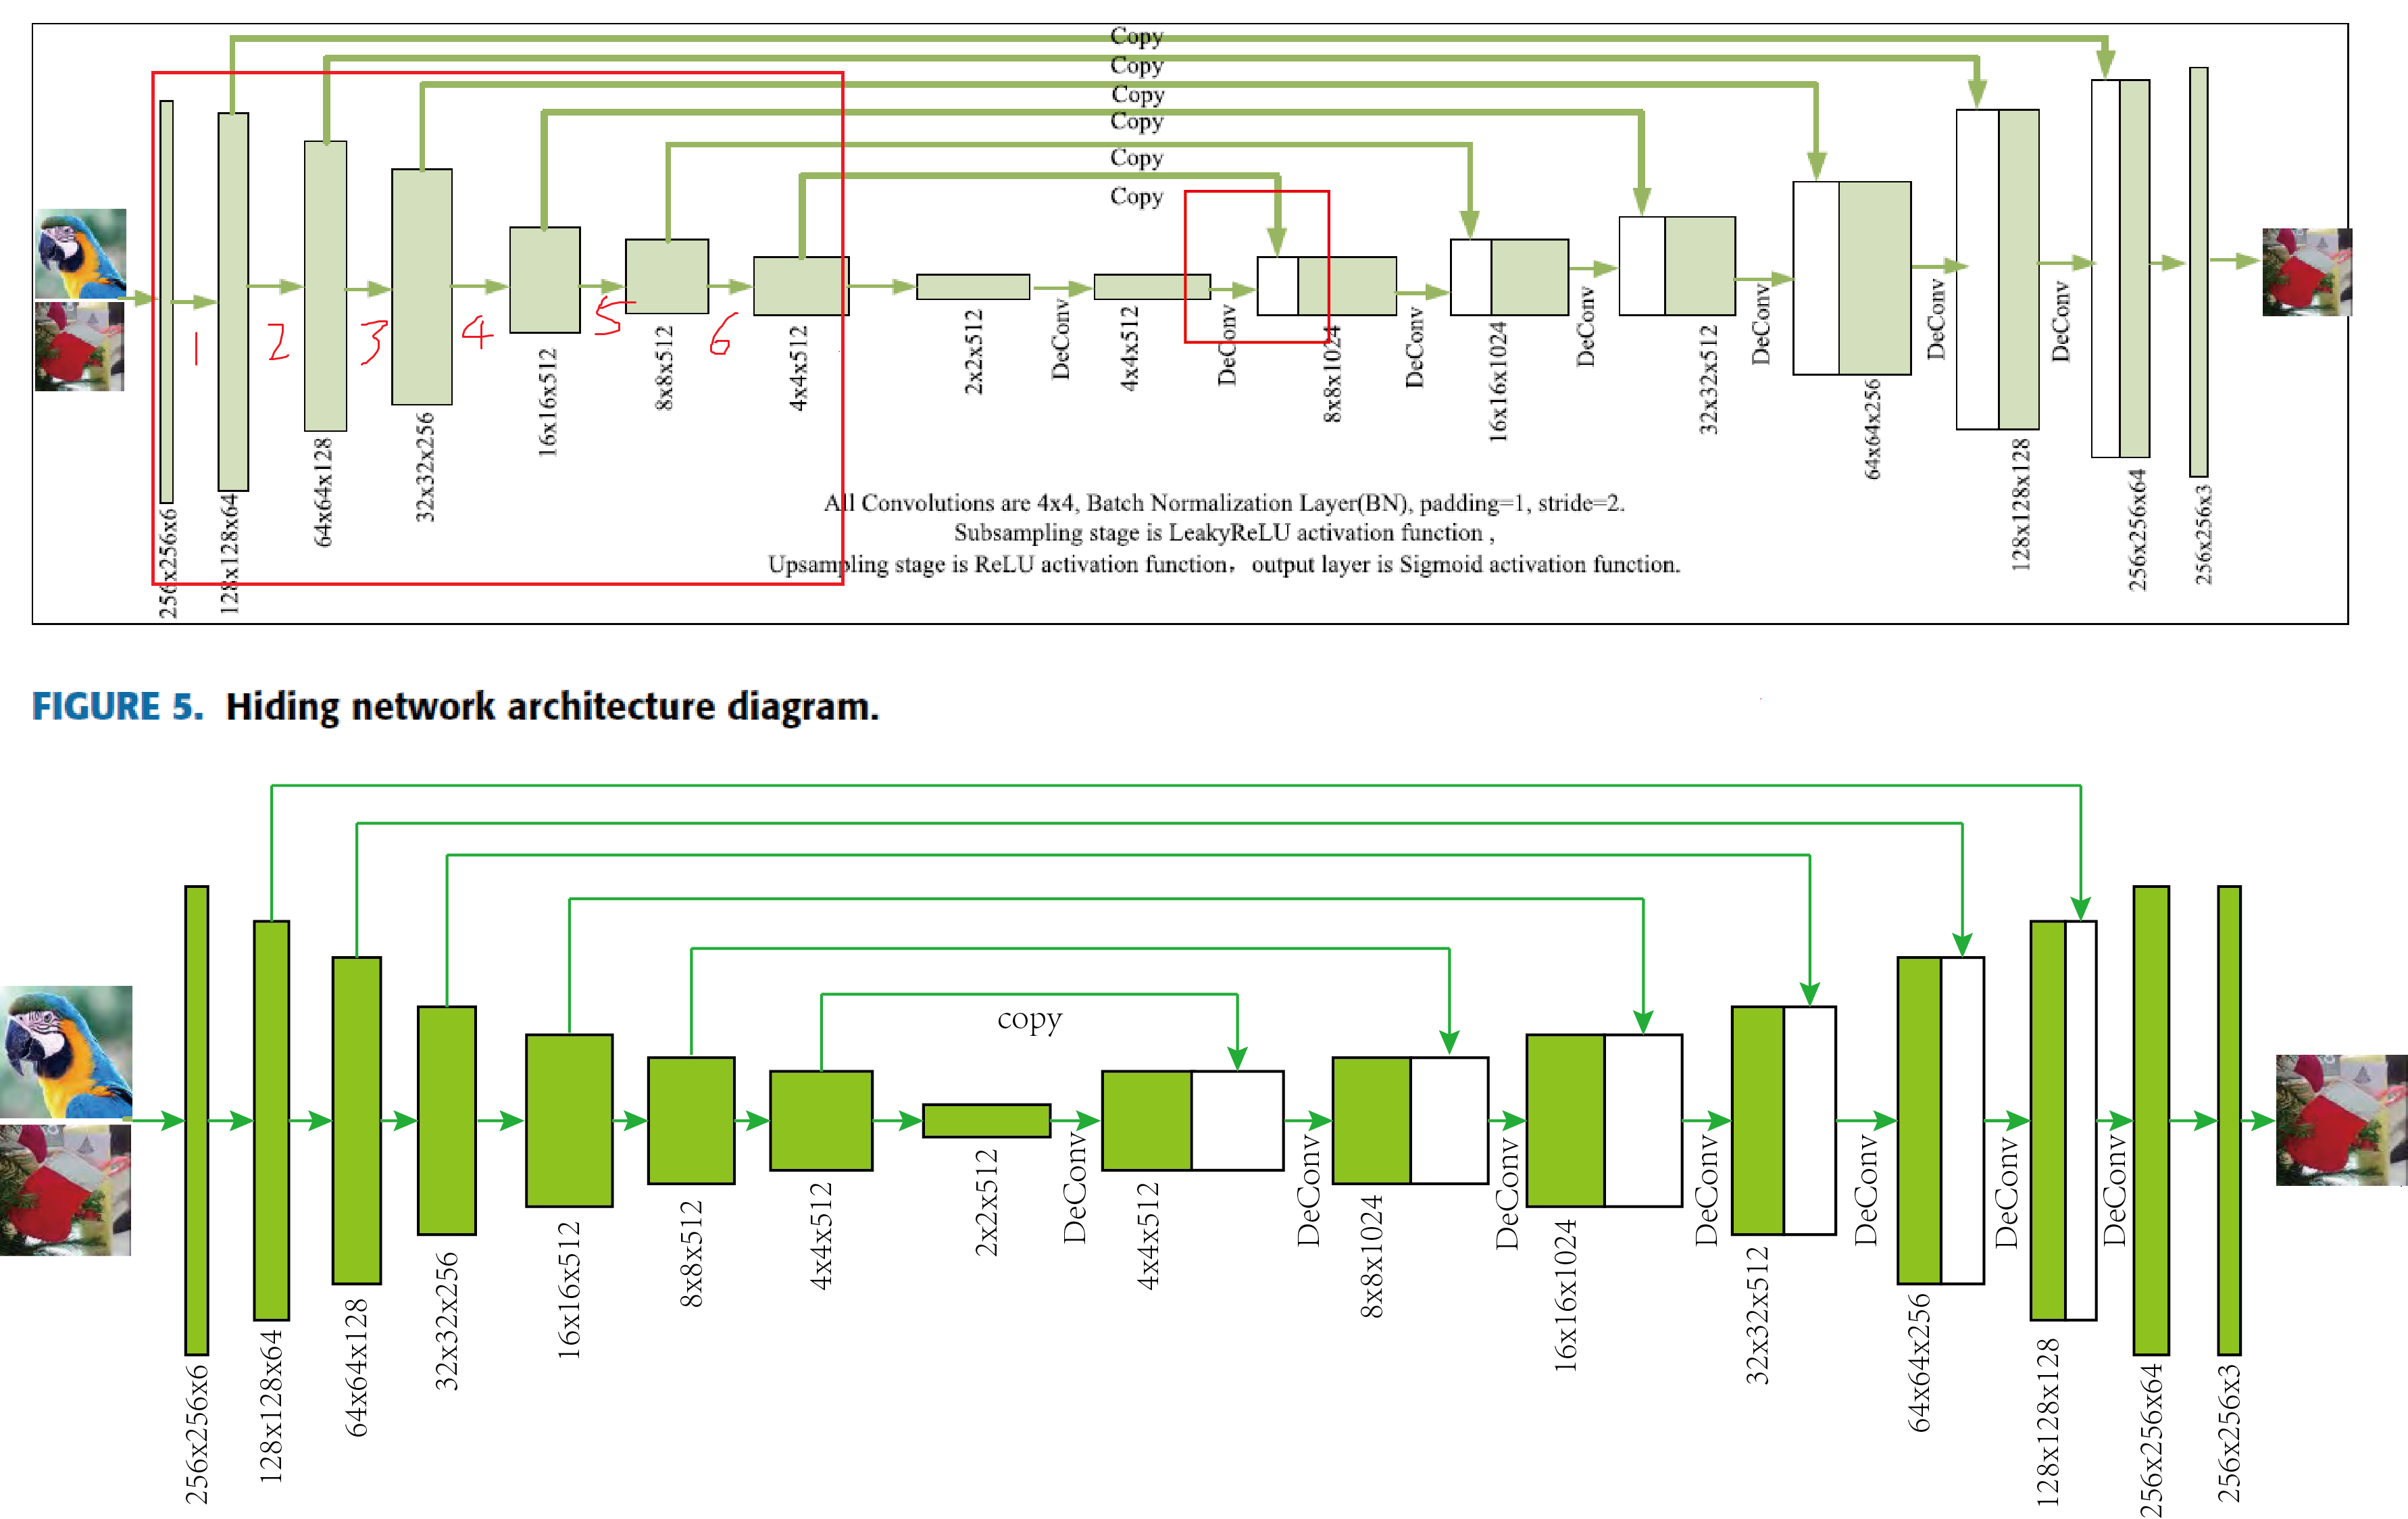 Copy
Copy
Copy
Copy
Copy
Copy
1
2
3
4
5
6
256x256x6
128x128x64
64x64x128
32x32x256
16x16x512
8x8x512
4x4x512
2x2x512
DeConv
4x4x512
DeConv
8x8x1024
DeConv
16x16x1024
DeConv
32x32x512
DeConv
64x64x256
DeConv
128x128x128
DeConv
256x256x64
256x256x3
All Convolutions are 4x4, Batch Normalization Layer(BN), padding=1, stride=2.
Subsampling stage is LeakyReLU activation function ,
Upsampling stage is ReLU activation function， output layer is Sigmoid activation function.
FIGURE 5. Hiding network architecture diagram.
copy
256x256x6
128x128x64
64x64x128
32x32x256
16x16x512
8x8x512
4x4x512
2x2x512
DeConv
4x4x512
DeConv
8x8x1024
DeConv
16x16x1024
DeConv
32x32x512
DeConv
64x64x256
DeConv
128x128x128
DeConv
256x256x64
256x256x3